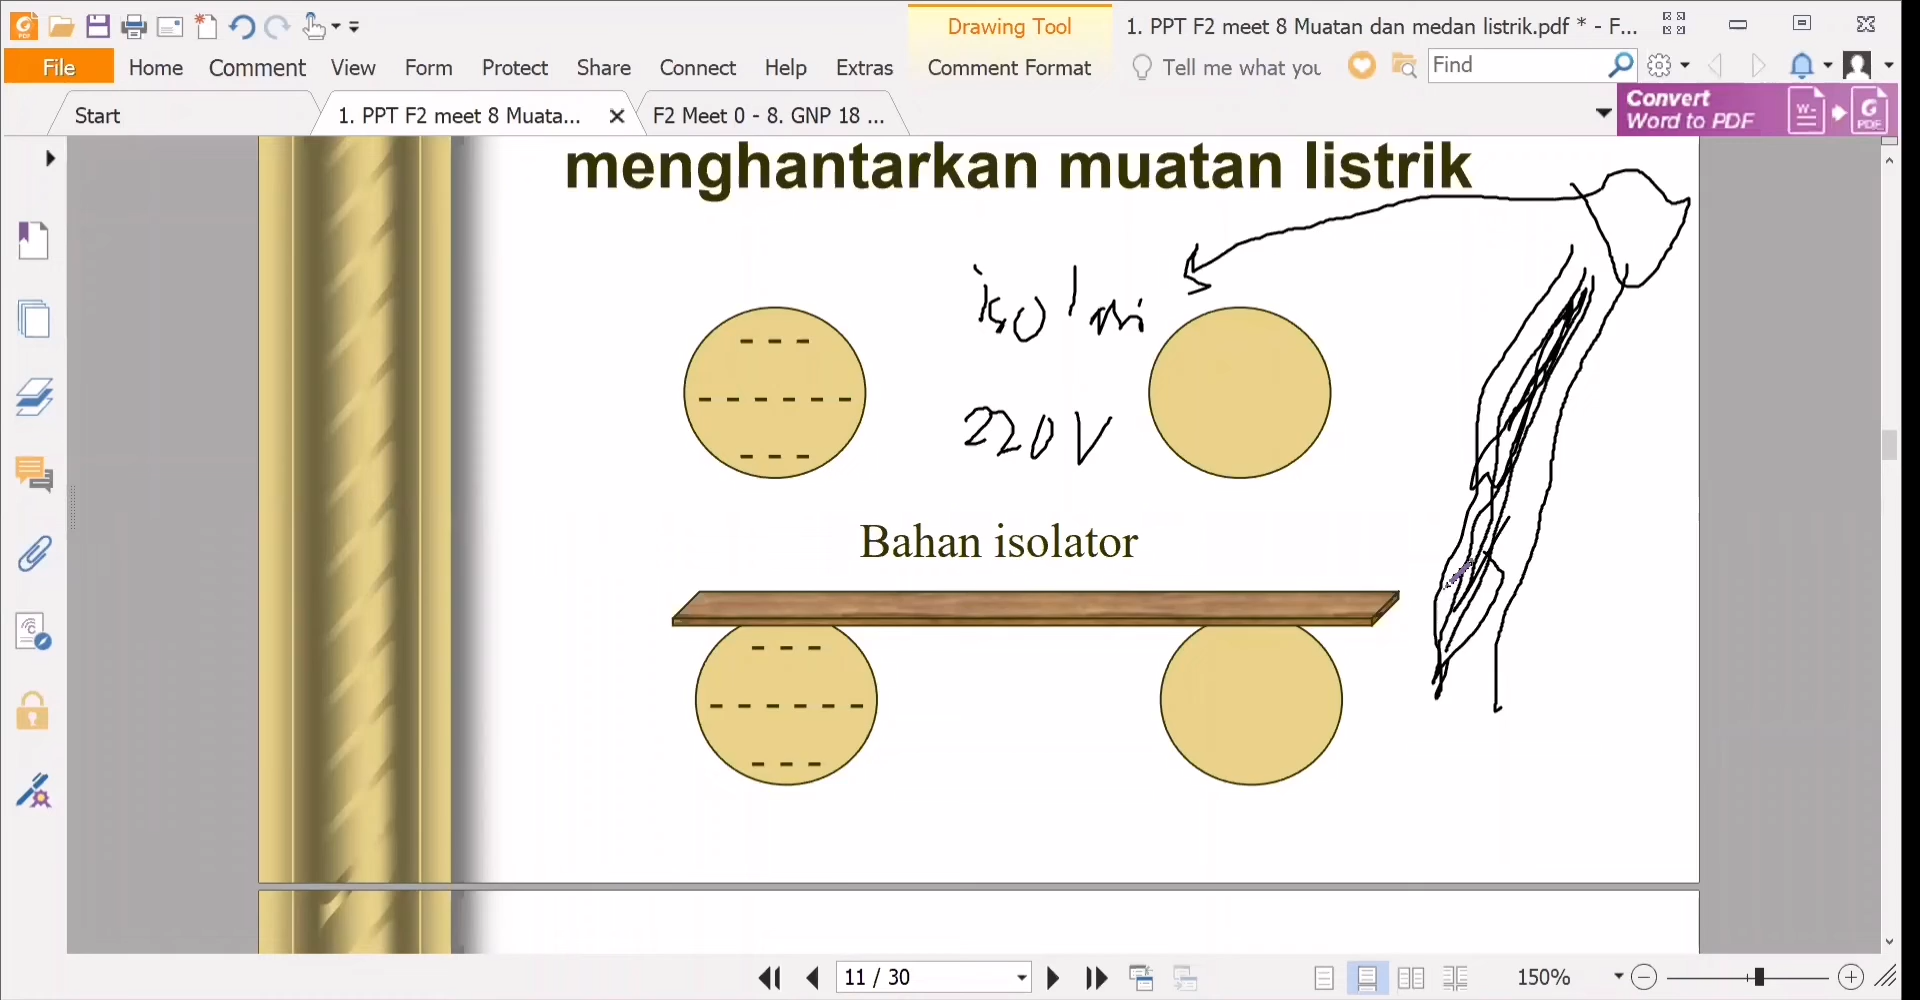 Drawing Tool
1. PPT F2 meet 8 Muatan dan medan listrik.pdf * - F...
File Home Comment View Form Protect Share Connect Help Extras Comment Format Tell me what you Find
Start
1. PPT F2 meet 8 Muata...
F2 Meet 0 - 8. GNP 18 ...
Convert
Word to PDF
menghantarkan muatan listrik
220V
Bahan isolator
11 / 30
150%